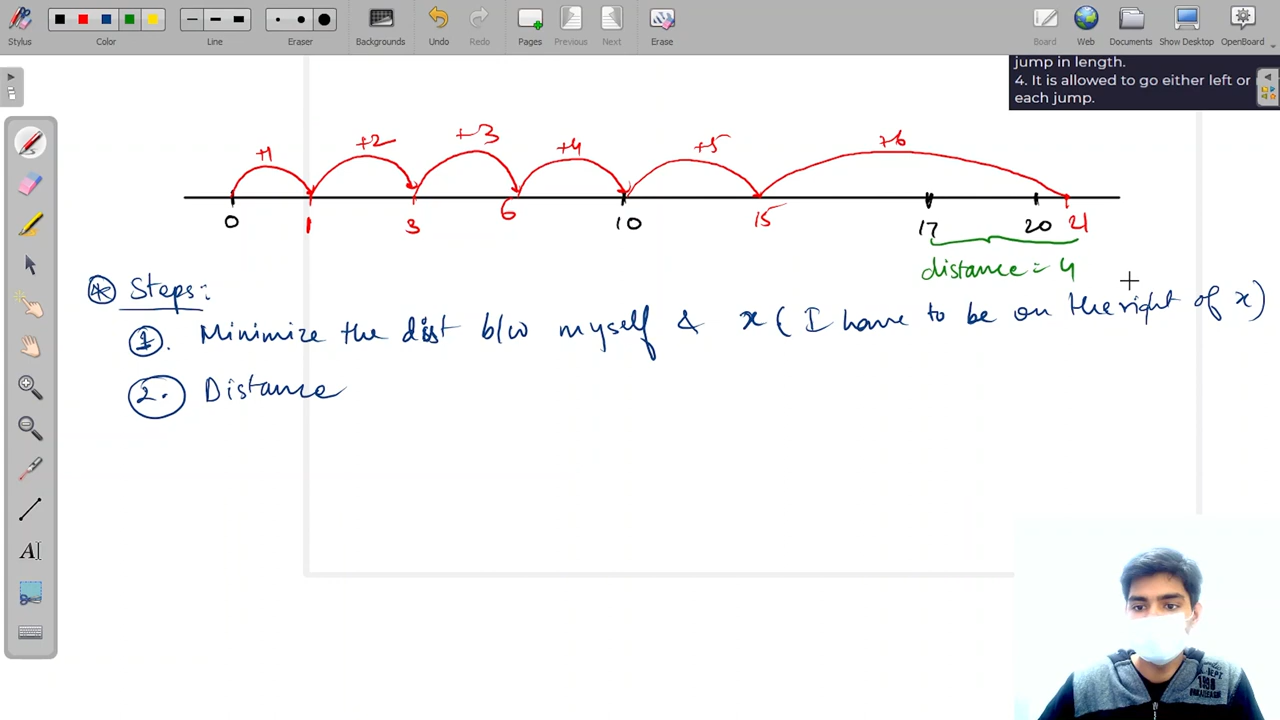 Stylus
Color
Line
Eraser
Backgrounds
Undo
Redo
Pages
Previous
Next
Erase
Board
Web
Documents
Show Desktop
OpenBoard
jump in length.
4. It is allowed to go either left or
each jump.
+1 +2 +3 +4 +5 +6
0 1 3 6 10 15 17 20 21
distance = 4
Steps:
1. Minimize the dist b/w myself & x ( I have to be on the right of x)
2. Distance